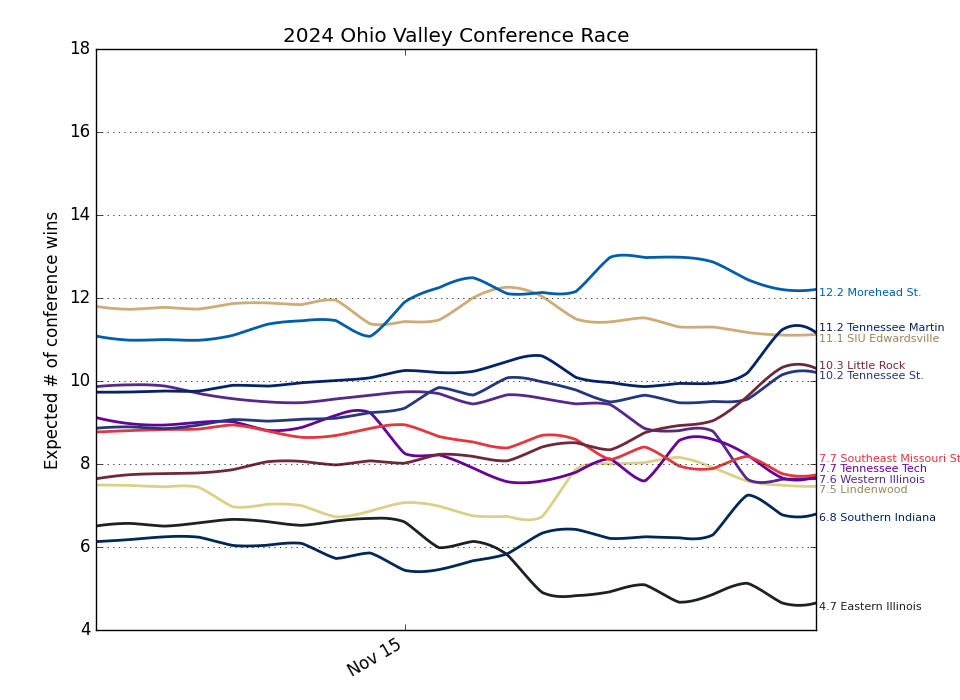 2024 Ohio Valley Conference Race
Expected # of conference wins
18
16
14
12
10
8
6
4
Nov 15
12.2 Morehead St.
11.2 Tennessee Martin
11.1 SIU Edwardsville
10.3 Little Rock
10.2 Tennessee St.
7.7 Southeast Missouri St
7.7 Tennessee Tech
7.6 Western Illinois
7.5 Lindenwood
6.8 Southern Indiana
4.7 Eastern Illinois